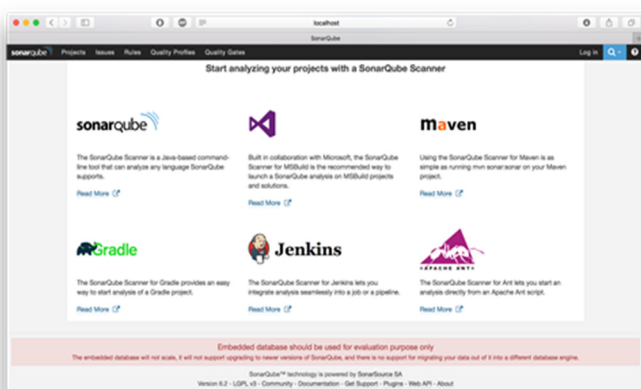 localhost
SonarQube
sonarqube Projects Issues Rules Quality Profiles Quality Gates Log in
Start analyzing your projects with a SonarQube Scanner
sonarqube
The SonarQube Scanner is a Java-based command-
line tool that can analyze any language SonarQube
supports.
Read More
Built in collaboration with Microsoft, the SonarQube
Scanner for MSBuild is the recommended way to
launch a SonarQube analysis on MSBuild projects
and solutions.
Read More
maven
Using the SonarQube Scanner for Maven is as
simple as running mvn sonar:sonar on your Maven
project.
Read More
Gradle
The SonarQube Scanner for Gradle provides an easy
way to start analysis of a Gradle project.
Read More
Jenkins
The SonarQube Scanner for Jenkins lets you
integrate analysis seamlessly into a job or a pipeline.
Read More
APACHE ANT
The SonarQube Scanner for Ant lets you start an
analysis directly from an Apache Ant script.
Read More
Embedded database should be used for evaluation purpose only
The embedded database will not scale, it will not support upgrading to newer versions of SonarQube, and there is no support for migrating your data out of it into a different database engine.
SonarQube™ technology is powered by SonarSource SA
Version 6.2 - LGPL v3 - Community - Documentation - Get Support - Plugins - Web API - About